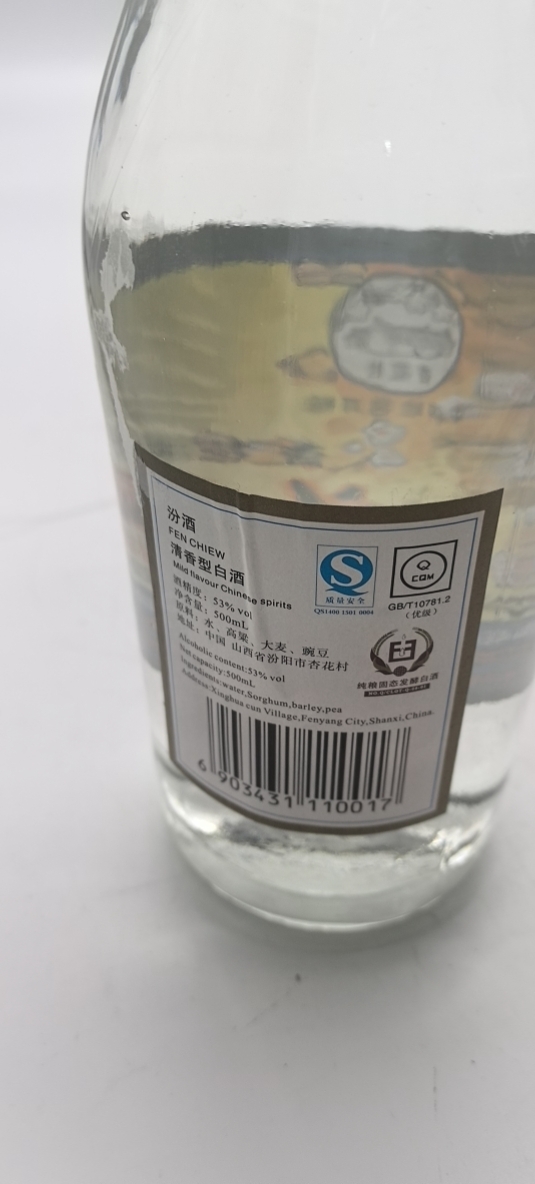 汾酒
FEN CHIEW
清香型白酒
Mild flavour Chinese spirits
酒精度：53%vol
净含量：500mL
原料：水、高粱、大麦、豌豆
地址：中国 山西省汾阳市杏花村
Alcoholic content:53%vol
Net capacity:500mL
Ingredients:water,Sorghum,barley,pea
Address:Xinghua cun Village,Fenyang City,Shanxi,China.
S
质量安全
QS1400 1501 0004
Q
CQM
GB/T10781.2
（优级）
纯粮固态发酵白酒
6 903431 110017